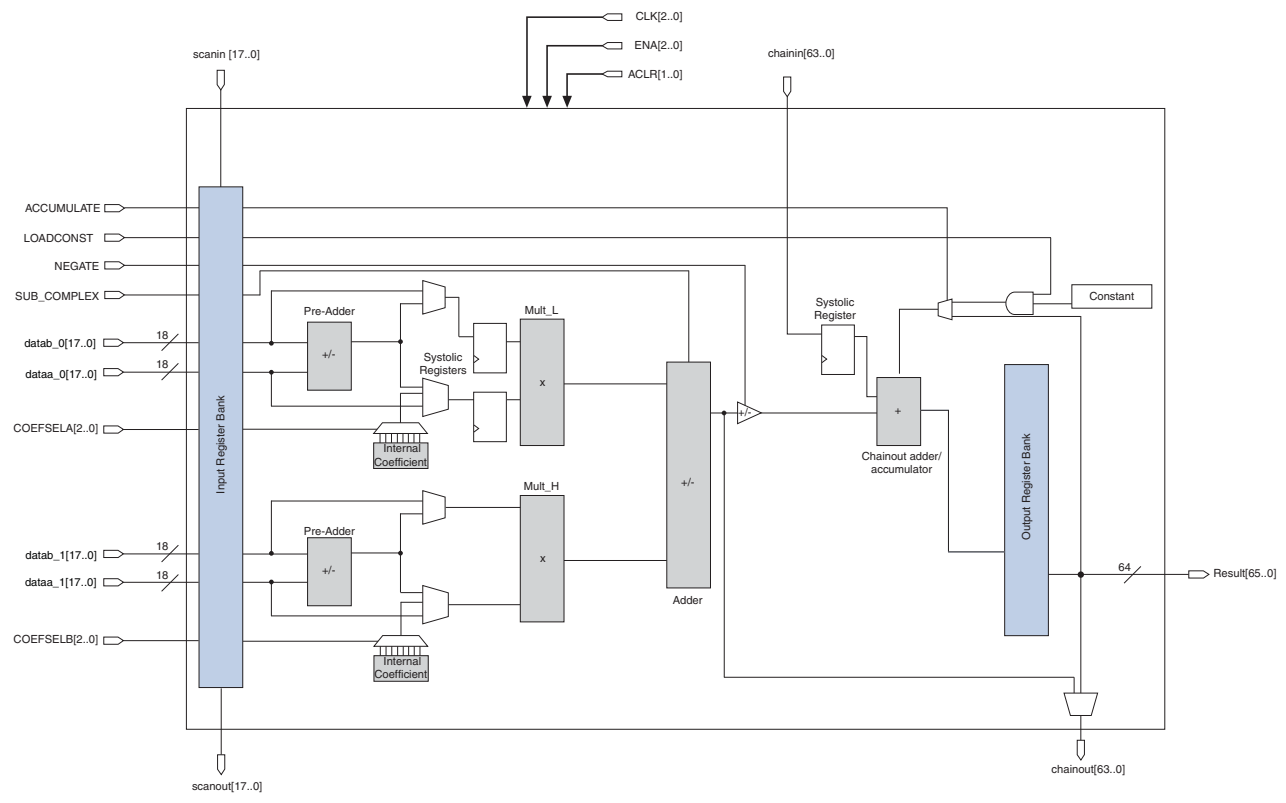 CLK[2..0]
ENA[2..0]
ACLR[1..0]
scanin [17..0]
chainin[63..0]
ACCUMULATE
LOADCONST
NEGATE
SUB_COMPLEX
Constant
Systolic
Register
Pre-Adder
Mult_L
datab_0[17..0]
18
+/-
dataa_0[17..0]
18
Systolic
Registers
x
COEFSELA[2..0]
Internal
Coefficient
+/-
+
Chainout adder/
accumulator
Input Register Bank
Output Register Bank
+/-
Adder
Mult_H
Pre-Adder
datab_1[17..0]
18
+/-
x
dataa_1[17..0]
18
64
Result[65..0]
COEFSELB[2..0]
Internal
Coefficient
scanout[17..0]
chainout[63..0]